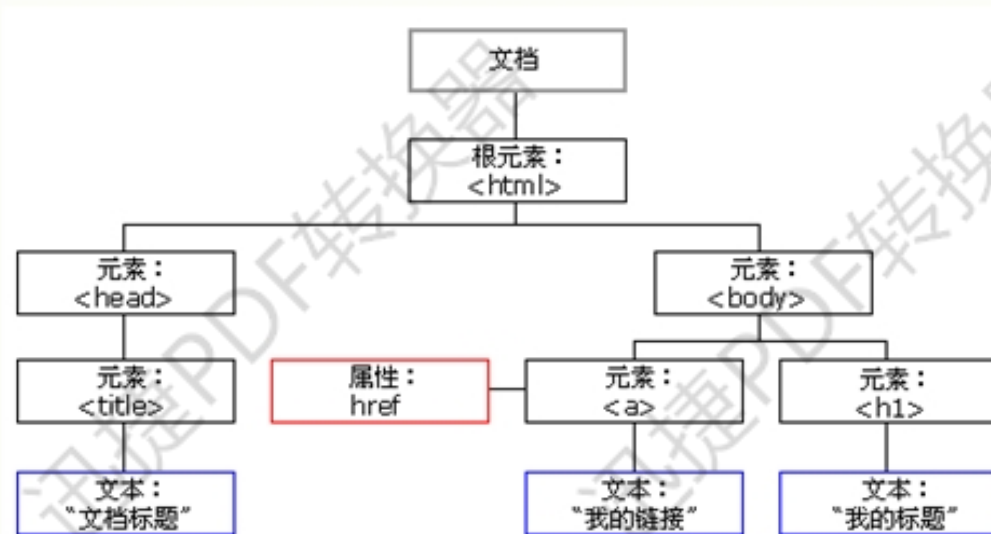 文档
根元素：
<html>
元素：
<head>
元素：
<body>
元素：
<title>
属性：
href
元素：
<a>
元素：
<h1>
文本：
“文档标题”
文本：
“我的链接”
文本：
“我的标题”
迅捷PDF转换器
迅捷PDF转换